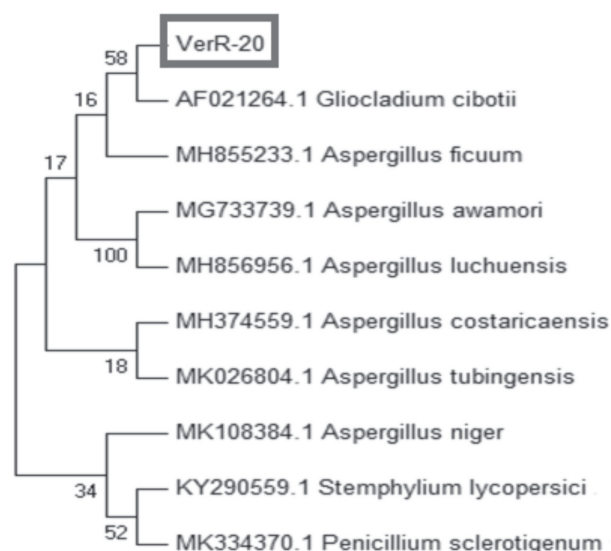 VerR-20
58
AF021264.1 Gliocladium cibotii
16
MH855233.1 Aspergillus ficuum
17
MG733739.1 Aspergillus awamori
100
MH856956.1 Aspergillus luchuensis
MH374559.1 Aspergillus costaricaensis
18
MK026804.1 Aspergillus tubingensis
MK108384.1 Aspergillus niger
34
KY290559.1 Stemphylium lycopersici
52
MK334370.1 Penicillium sclerotigenum